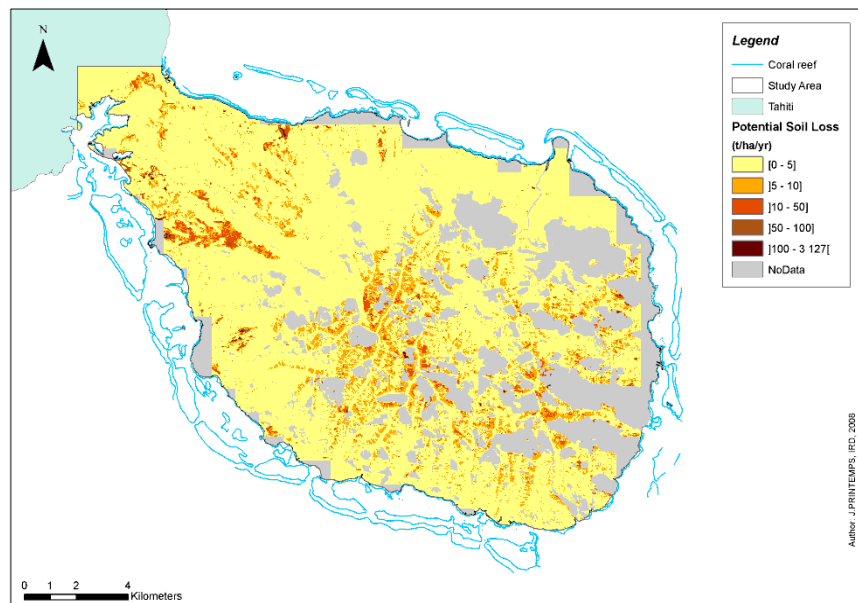 N
Legend
Coral reef
Study Area
Tahiti
Potential Soil Loss
(t/ha/yr)
[0 - 5]
]5 - 10]
]10 - 50]
]50 - 100]
]100 - 3 127[
NoData
Author: J.PRINTEMPS, IRD, 2008
0 1 2 4
Kilometers